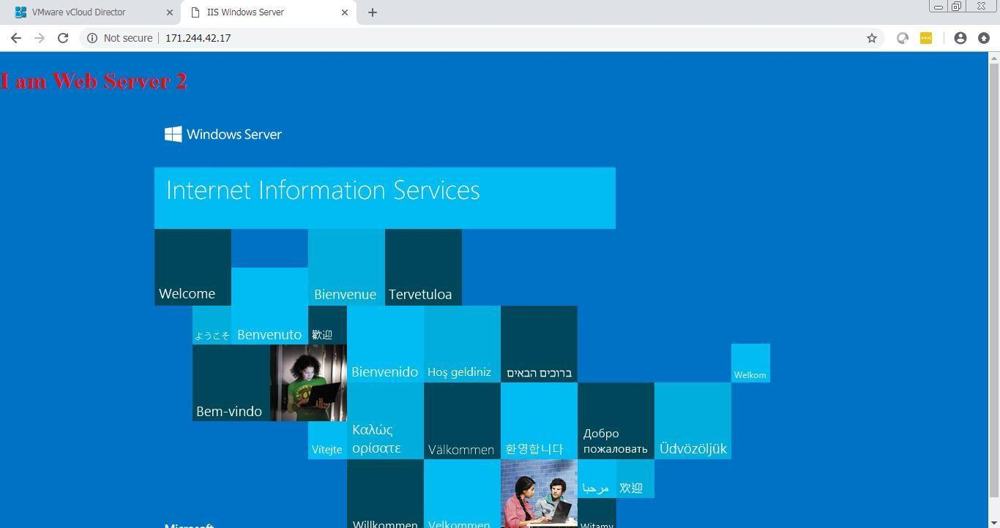 VMware vCloud Director
IIS Windows Server
Not secure
171.244.42.17
I am Web Server 2
Windows Server
Internet Information Services
Welcome
Bienvenue
Tervetuloa
ようこそ
Benvenuto
歡迎
Bienvenido
Hoş geldiniz
ברוכים הבאים
Welkom
Bem-vindo
Vítejte
Καλώς
ορίσατε
Välkommen
환영합니다
Добро
пожаловать
Üdvözöljük
مرحبا
欢迎
Willkommen
Velkommen
Witamy
Microsoft